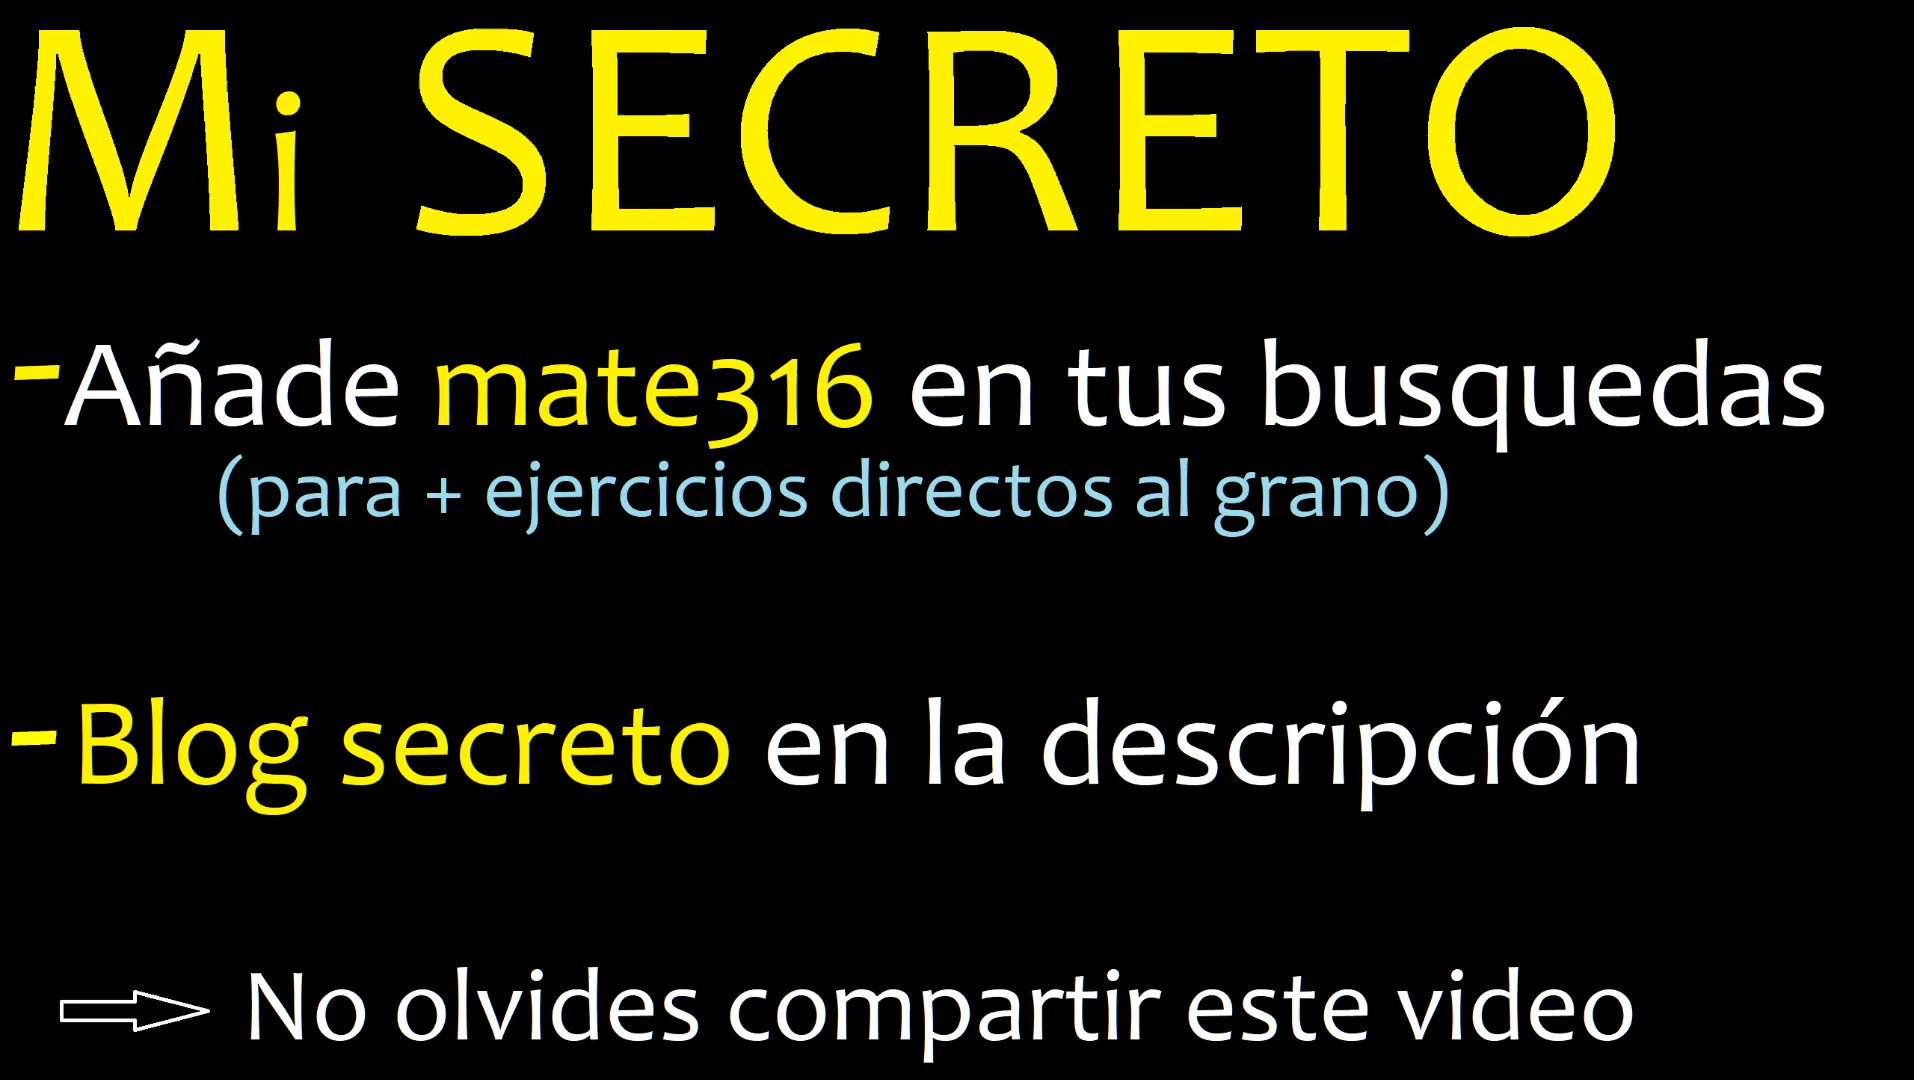 Mi SECRETO
-Añade mate316 en tus busquedas
(para + ejercicios directos al grano)
-Blog secreto en la descripción
No olvides compartir este video